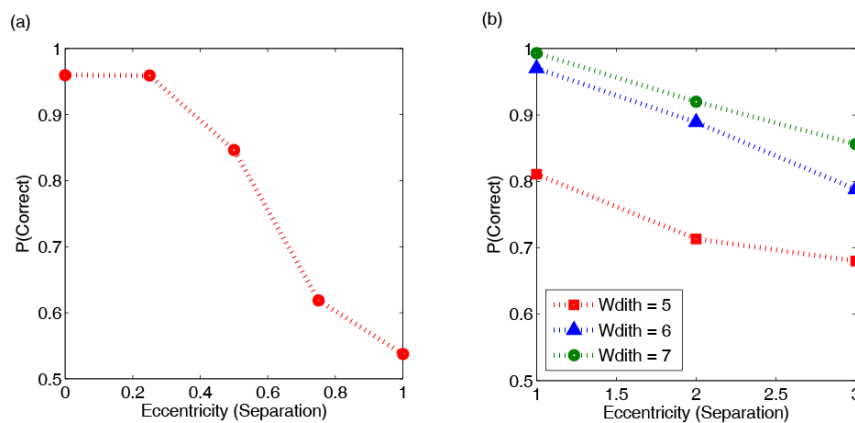 (a)
1
0.9
0.8
0.7
0.6
0.5
P(Correct)
0 0.2 0.4 0.6 0.8 1
Eccentricity (Separation)
(b)
1
0.9
0.8
0.7
0.6
0.5
P(Correct)
Wdith = 5
Wdith = 6
Wdith = 7
1 1.5 2 2.5 3
Eccentricity (Separation)